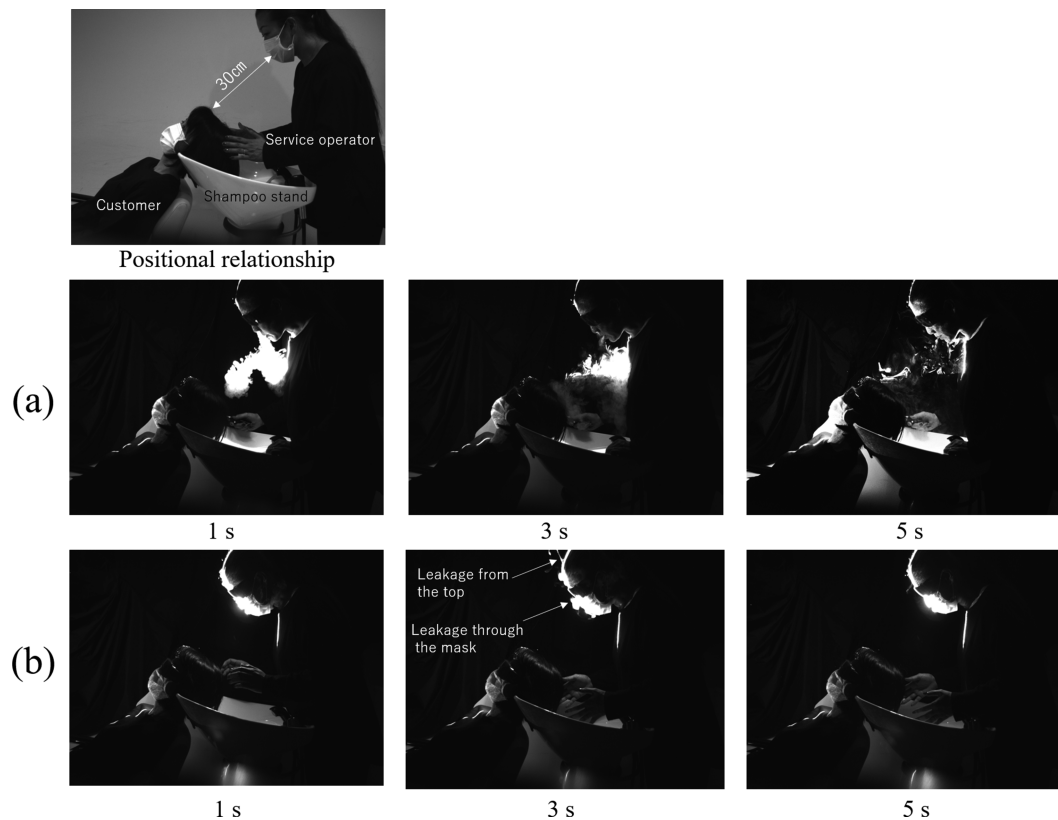 30cm
Service operator
Shampoo stand
Customer
Positional relationship
(a)
1 s
3 s
5 s
(b)
Leakage from
the top
Leakage through
the mask
1 s
3 s
5 s